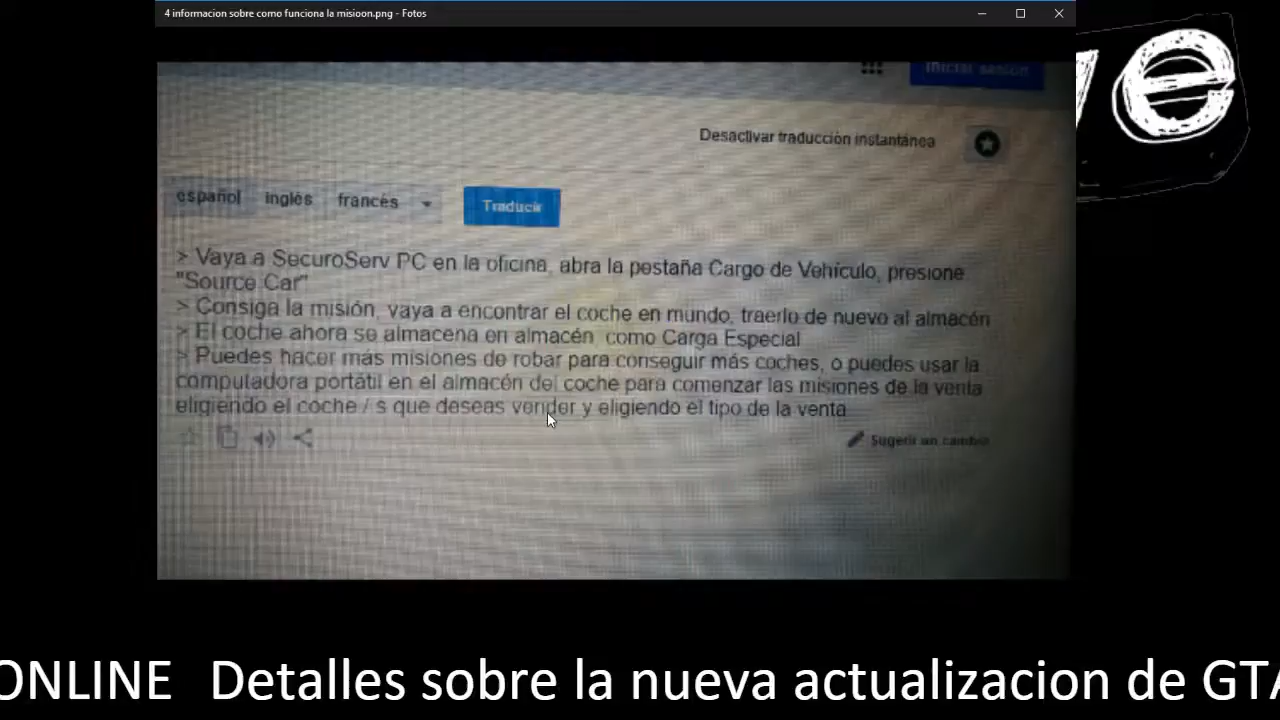 4 informacion sobre como funciona la misioon.png - Fotos
e
Iniciar sesión
Desactivar traducción instantánea
español inglés francés
Traducir
> Vaya a SecuroServ PC en la oficina, abra la pestaña Cargo de Vehículo, presione
"Source Car"
> Consiga la misión, vaya a encontrar el coche en mundo, traerlo de nuevo al almacén
> El coche ahora se almacena en almacén como Carga Especial
> Puedes hacer más misiones de robar para conseguir más coches, o puedes usar la
computadora portátil en el almacén del coche para comenzar las misiones de la venta
eligiendo el coche / s que deseas vender y eligiendo el tipo de la venta
Sugerir un cambio
ONLINE Detalles sobre la nueva actualizacion de GTA